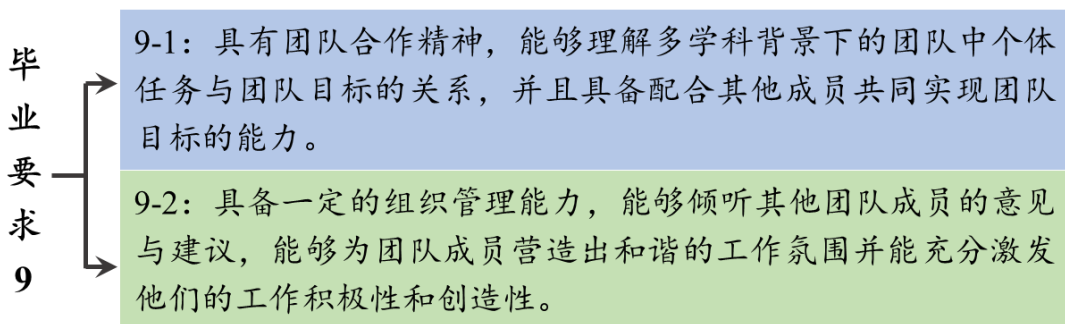 毕业要求9
9-1：具有团队合作精神，能够理解多学科背景下的团队中个体
任务与团队目标的关系，并且具备配合其他成员共同实现团队
目标的能力。
9-2：具备一定的组织管理能力，能够倾听其他团队成员的意见
与建议，能够为团队成员营造出和谐的工作氛围并能充分激发
他们的工作积极性和创造性。